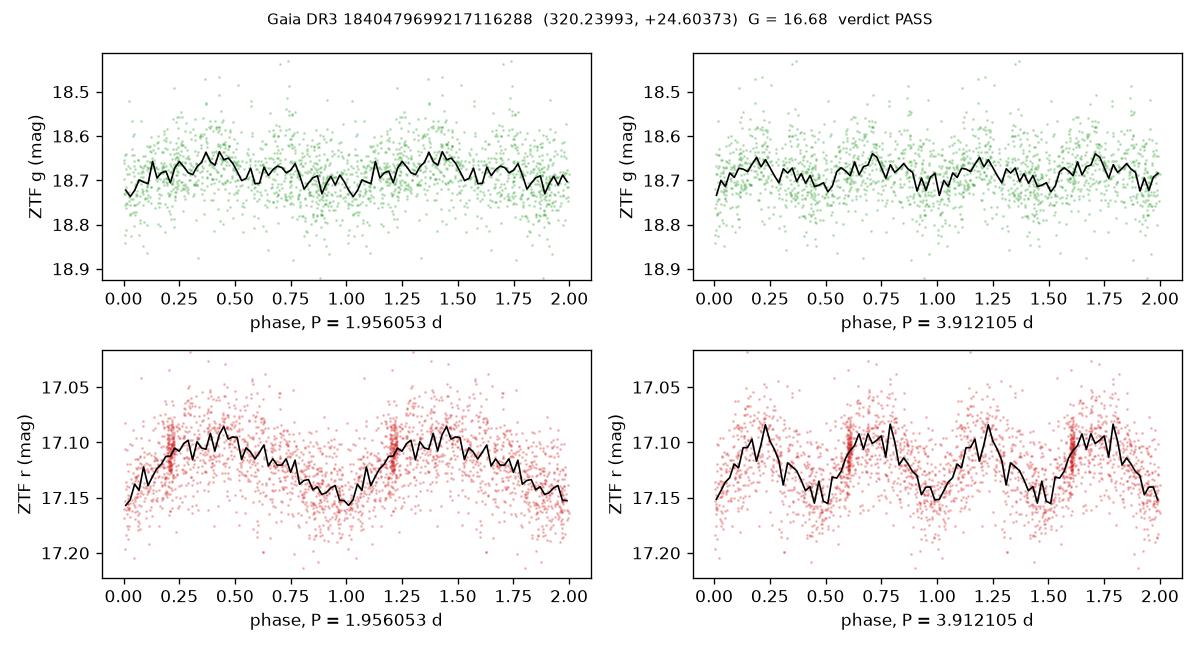 Gaia DR3 1840479699217116288 (320.23993, +24.60373) G = 16.68 verdict PASS
ZTF g (mag)
18.5
18.6
18.7
18.8
18.9
0.00 0.25 0.50 0.75 1.00 1.25 1.50 1.75 2.00
phase, P = 1.956053 d
ZTF g (mag)
18.5
18.6
18.7
18.8
18.9
0.00 0.25 0.50 0.75 1.00 1.25 1.50 1.75 2.00
phase, P = 3.912105 d
ZTF r (mag)
17.05
17.10
17.15
17.20
0.00 0.25 0.50 0.75 1.00 1.25 1.50 1.75 2.00
phase, P = 1.956053 d
ZTF r (mag)
17.05
17.10
17.15
17.20
0.00 0.25 0.50 0.75 1.00 1.25 1.50 1.75 2.00
phase, P = 3.912105 d